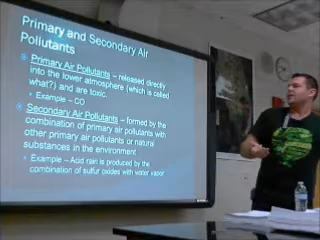 Primary and Secondary Air
Pollutants
Primary Air Pollutants – released directly
into the lower atmosphere (which is called
what?) and are toxic.
Example – CO
Secondary Air Pollutants – formed by the
combination of primary air pollutants with
other primary air pollutants or natural
substances in the environment
Example – Acid rain is produced by the
combination of sulfur oxides with water vapor